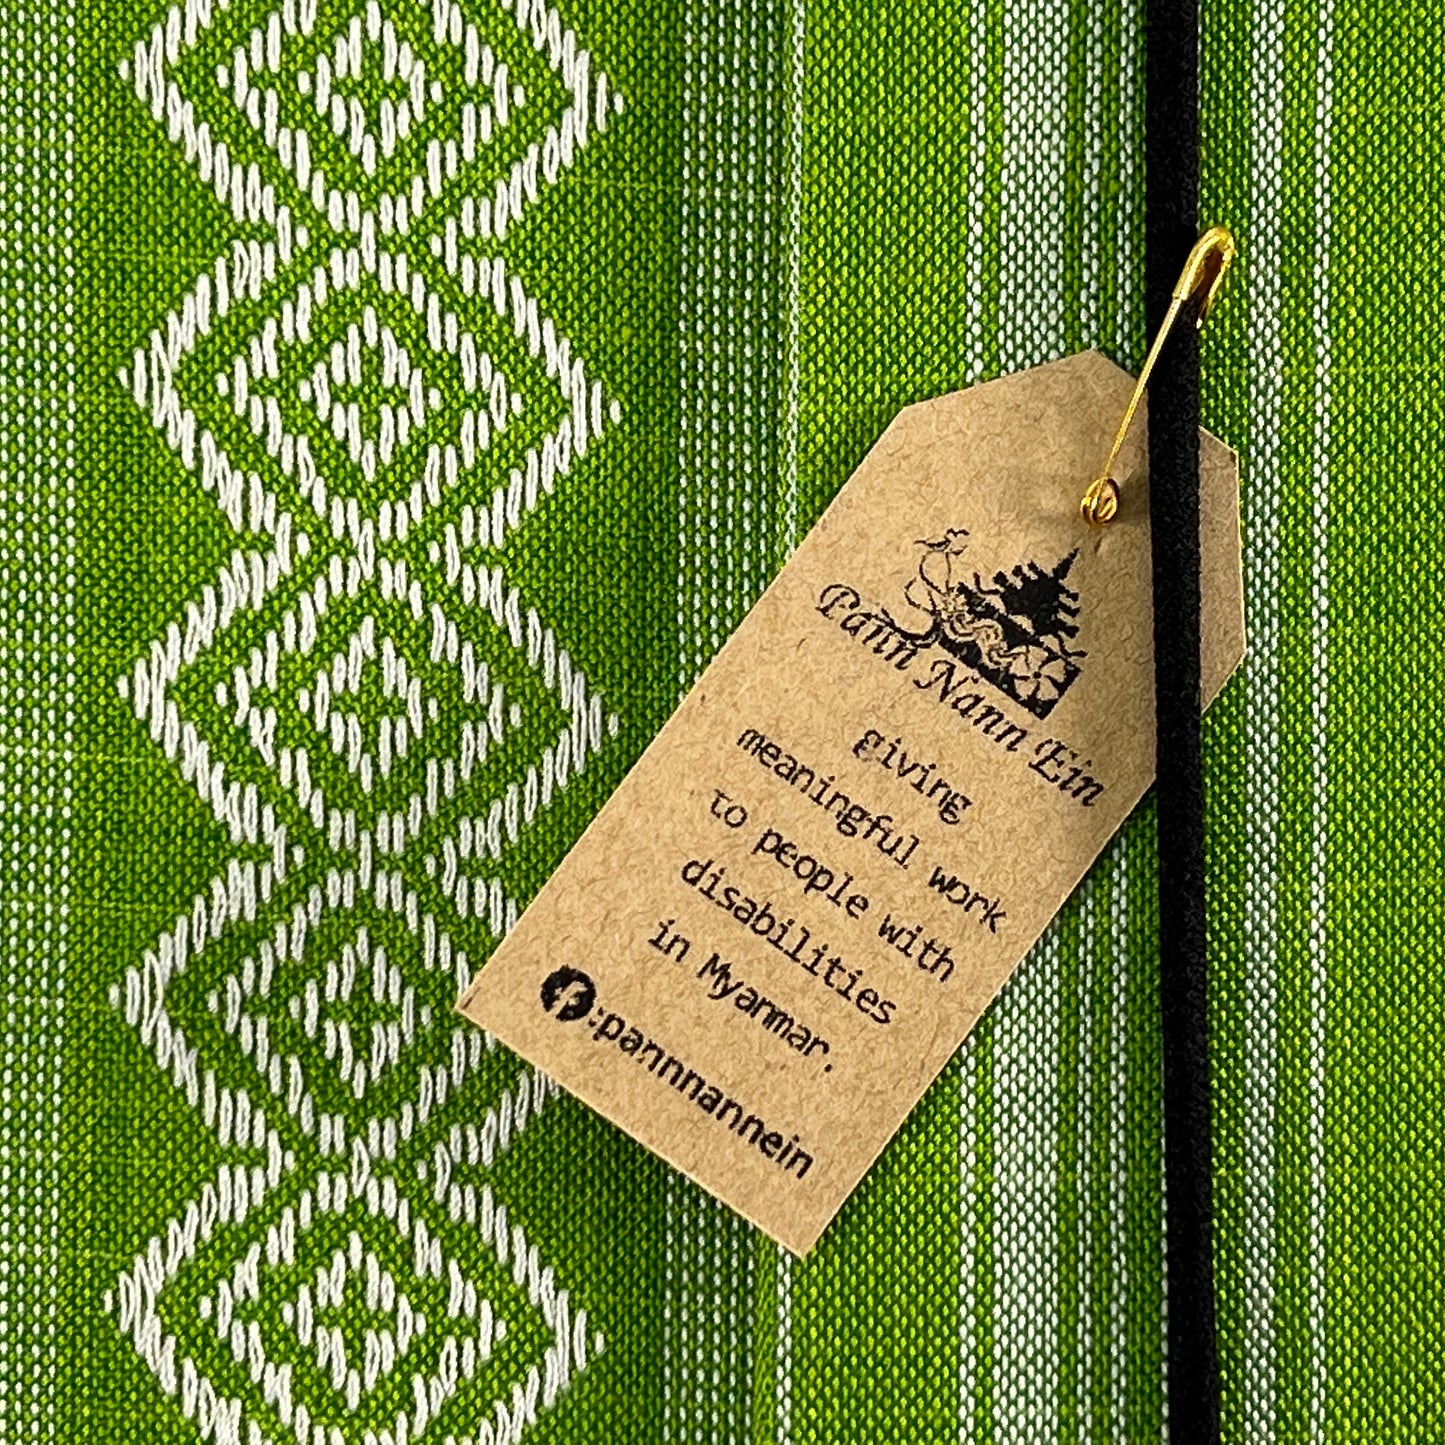 Pann Nann Ein
giving
meaningful work
to people with
disabilities
in Myanmar.
:pannnannein